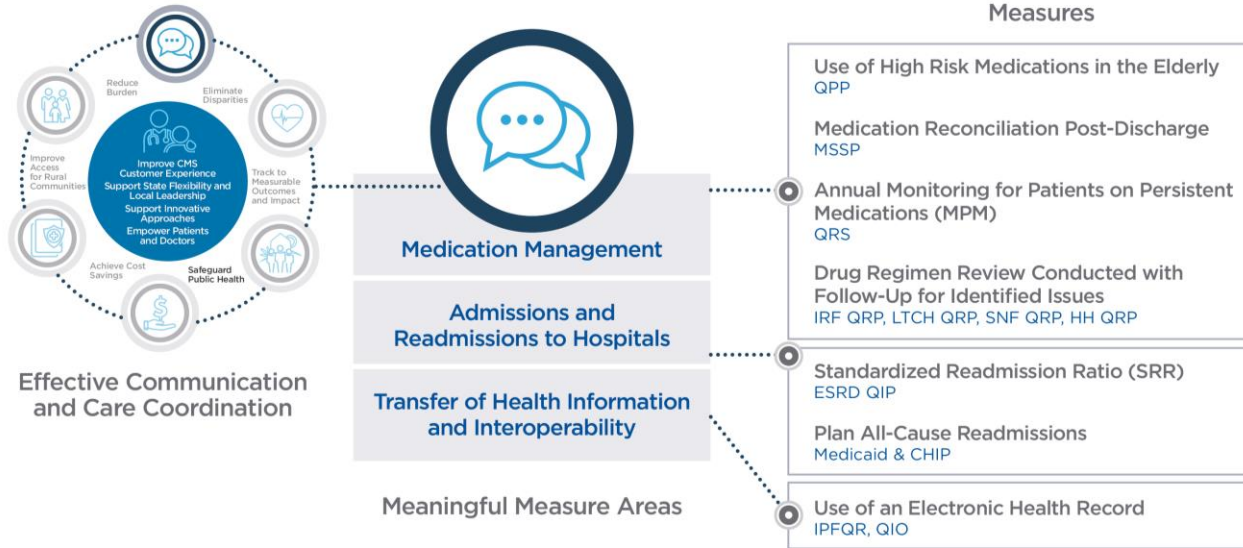 Reduce
Burden
Eliminate
Disparities
Improve
Access
for Rural
Communities
Improve CMS
Customer Experience
Support State Flexibility and
Local Leadership
Support Innovative
Approaches
Empower Patients
and Doctors
Track to
Measurable
Outcomes
and Impact
Achieve Cost
Savings
Safeguard
Public Health
Effective Communication
and Care Coordination
Medication Management
Admissions and
Readmissions to Hospitals
Transfer of Health Information
and Interoperability
Meaningful Measure Areas
Measures
Use of High Risk Medications in the Elderly
QPP
Medication Reconciliation Post-Discharge
MSSP
Annual Monitoring for Patients on Persistent
Medications (MPM)
QRS
Drug Regimen Review Conducted with
Follow-Up for Identified Issues
IRF QRP, LTCH QRP, SNF QRP, HH QRP
Standardized Readmission Ratio (SRR)
ESRD QIP
Plan All-Cause Readmissions
Medicaid & CHIP
Use of an Electronic Health Record
IPFQR, QIO